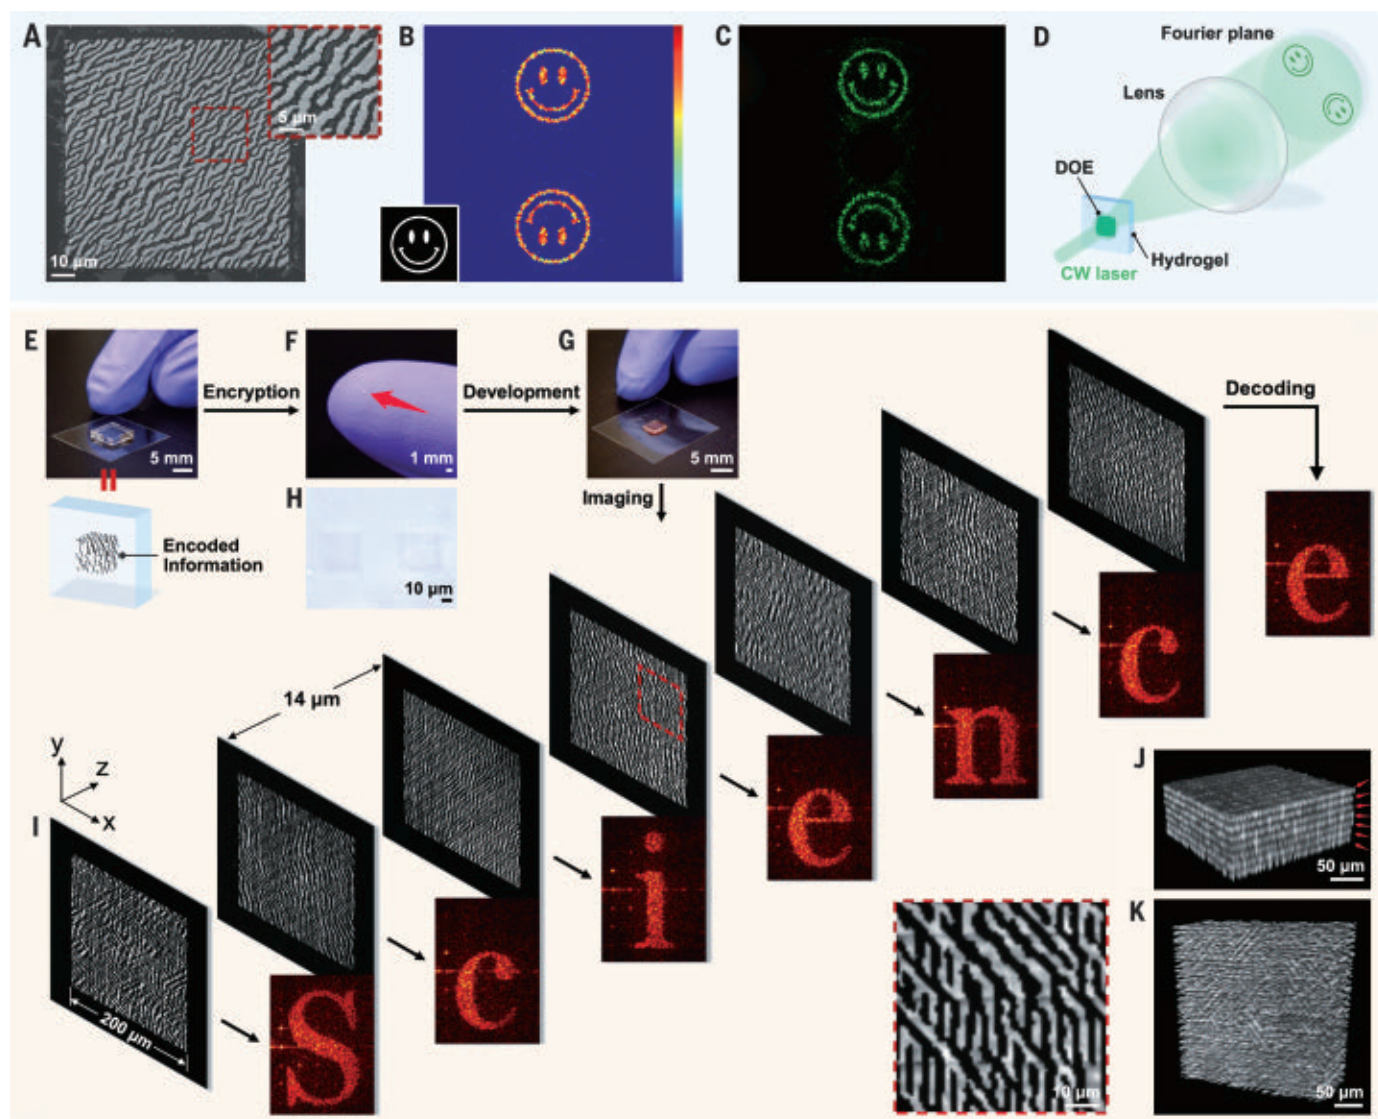 A
5 µm
10 µm
B
C
D
Fourier plane
Lens
DOE
Hydrogel
CW laser
E
5 mm
Encryption
F
1 mm
Development
G
5 mm
Decoding
Encoded
Information
H
10 µm
Imaging
e
c
n
e
i
c
S
14 µm
y
z
x
I
200 µm
J
50 µm
10 µm
K
50 µm